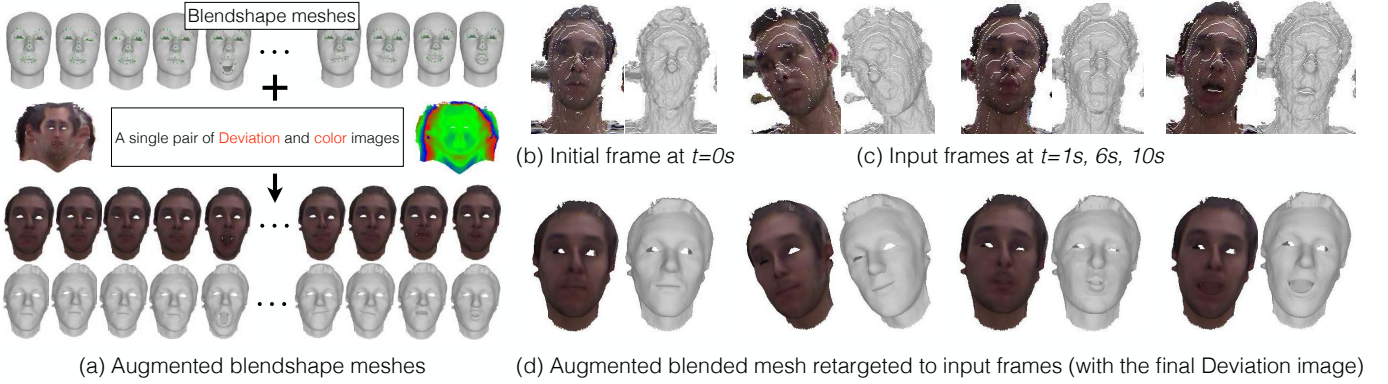 Blendshape meshes
...
+
A single pair of Deviation and color images
...
...
(a) Augmented blendshape meshes
(b) Initial frame at t=0s
(c) Input frames at t=1s, 6s, 10s
(d) Augmented blended mesh retargeted to input frames (with the final Deviation image)